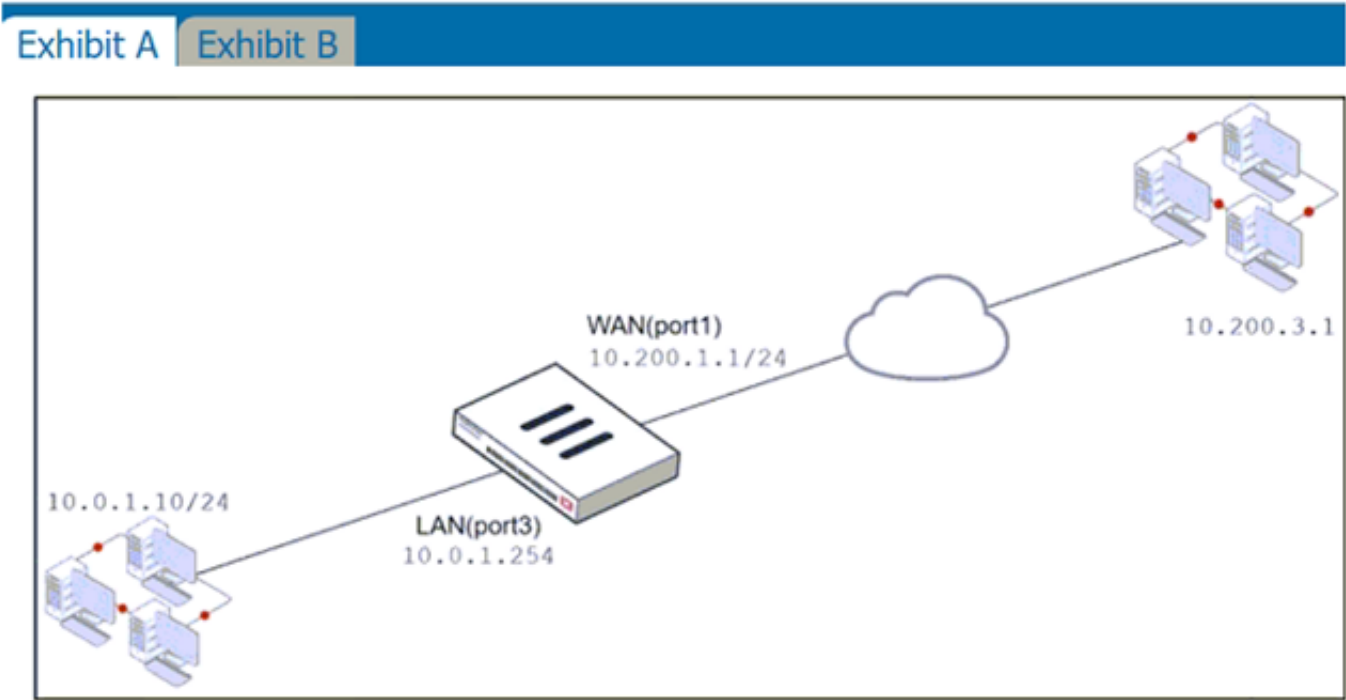 Exhibit A
Exhibit B
WAN(port1)
10.200.1.1/24
10.200.3.1
10.0.1.10/24
LAN(port3)
10.0.1.254